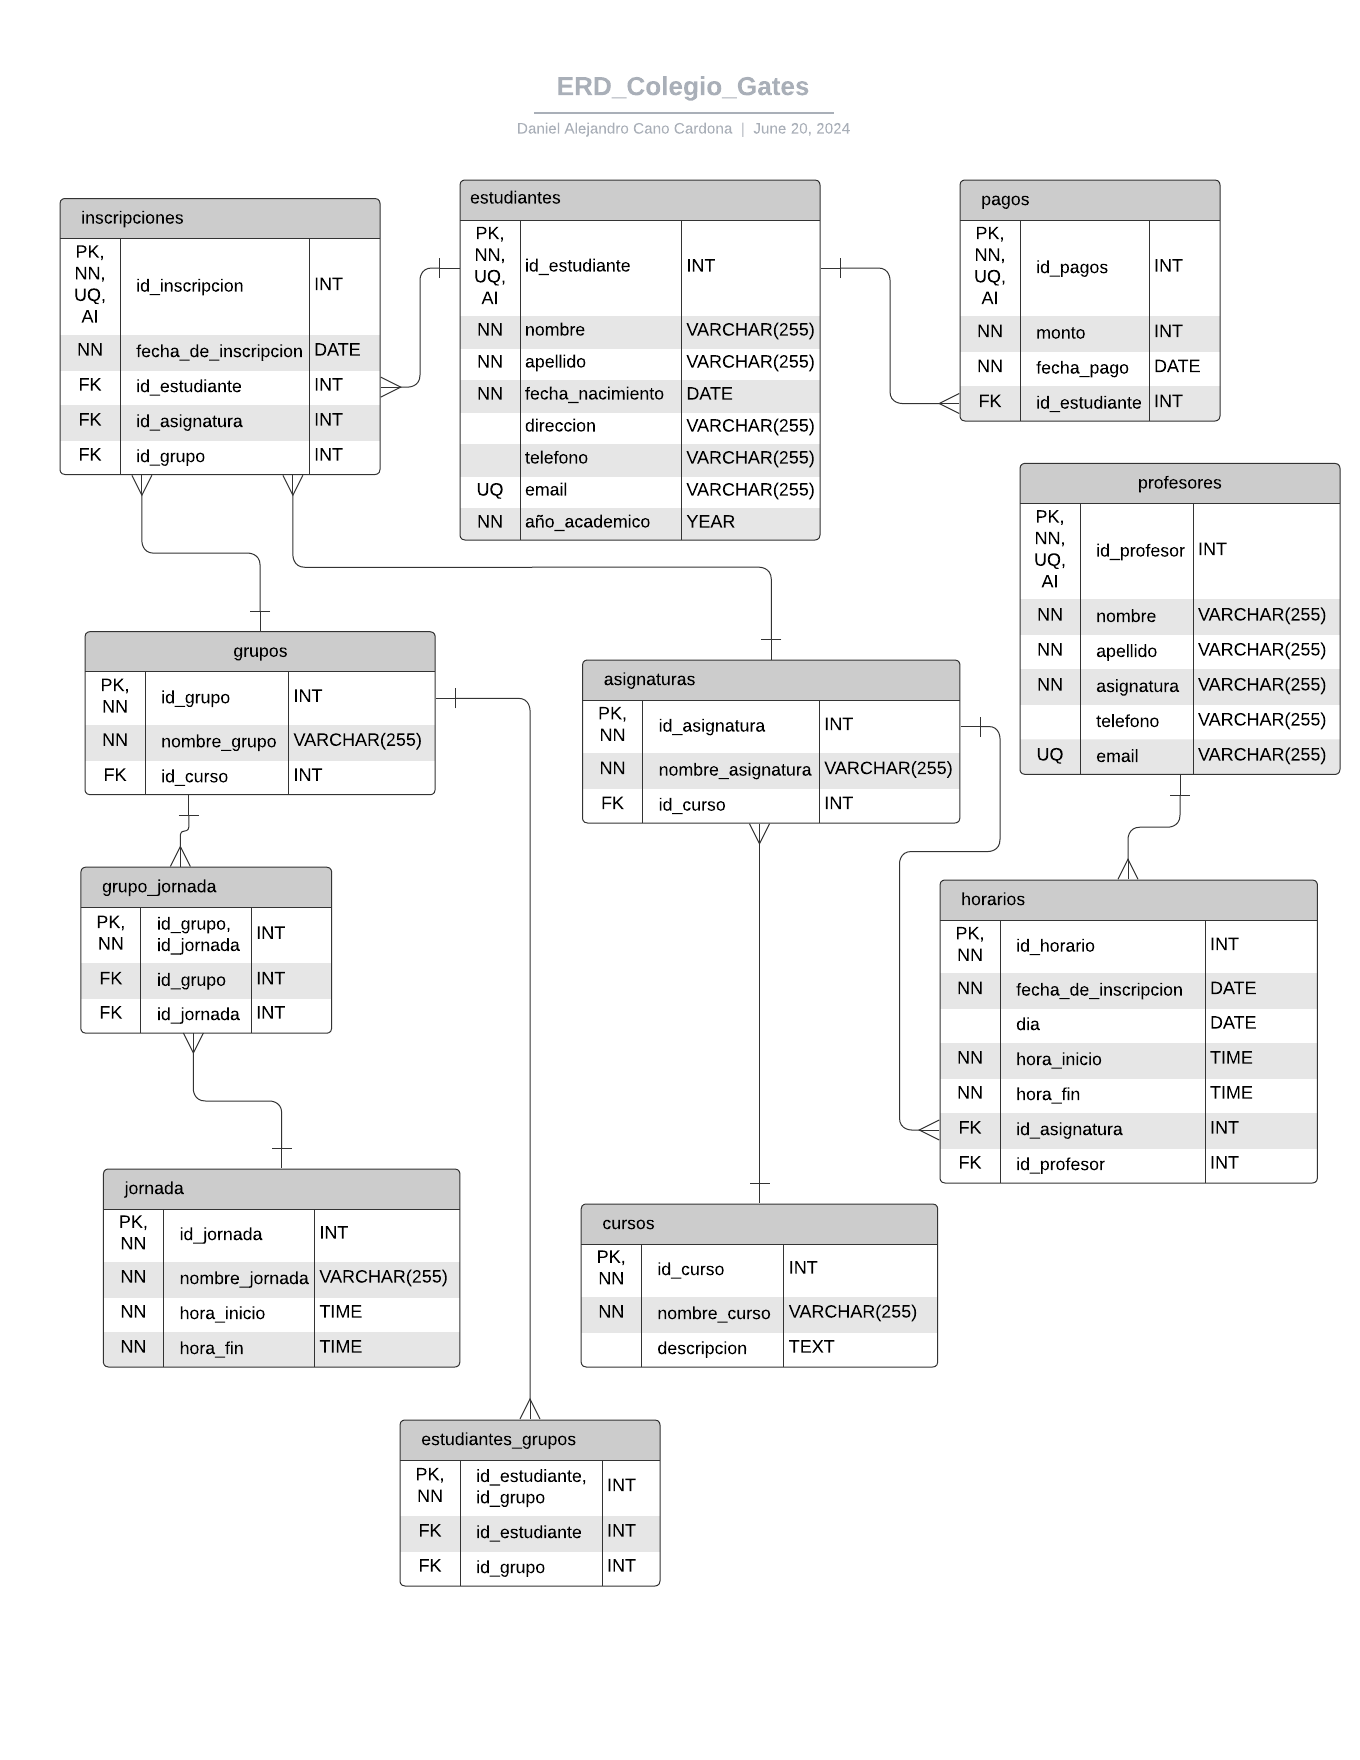 ERD_Colegio_Gates
Daniel Alejandro Cano Cardona | June 20, 2024
inscripciones
PK,
NN,
UQ,
AI
id_inscripcion
INT
NN fecha_de_inscripcion DATE
FK id_estudiante INT
FK id_asignatura INT
FK id_grupo INT
estudiantes
PK,
NN,
UQ,
AI
id_estudiante
INT
NN nombre VARCHAR(255)
NN apellido VARCHAR(255)
NN fecha_nacimiento DATE
direccion VARCHAR(255)
telefono VARCHAR(255)
UQ email VARCHAR(255)
NN año_academico YEAR
pagos
PK,
NN,
UQ,
AI
id_pagos
INT
NN monto INT
NN fecha_pago DATE
FK id_estudiante INT
profesores
PK,
NN,
UQ,
AI
id_profesor
INT
NN nombre VARCHAR(255)
NN apellido VARCHAR(255)
NN asignatura VARCHAR(255)
telefono VARCHAR(255)
UQ email VARCHAR(255)
grupos
PK,
NN
id_grupo
INT
NN nombre_grupo VARCHAR(255)
FK id_curso INT
asignaturas
PK,
NN
id_asignatura
INT
NN nombre_asignatura VARCHAR(255)
FK id_curso INT
grupo_jornada
PK,
NN
id_grupo,
id_jornada
INT
FK id_grupo INT
FK id_jornada INT
horarios
PK,
NN
id_horario
INT
NN fecha_de_inscripcion DATE
dia DATE
NN hora_inicio TIME
NN hora_fin TIME
FK id_asignatura INT
FK id_profesor INT
jornada
PK,
NN
id_jornada
INT
NN nombre_jornada VARCHAR(255)
NN hora_inicio TIME
NN hora_fin TIME
cursos
PK,
NN
id_curso
INT
NN nombre_curso VARCHAR(255)
descripcion TEXT
estudiantes_grupos
PK,
NN
id_estudiante,
id_grupo
INT
FK id_estudiante INT
FK id_grupo INT